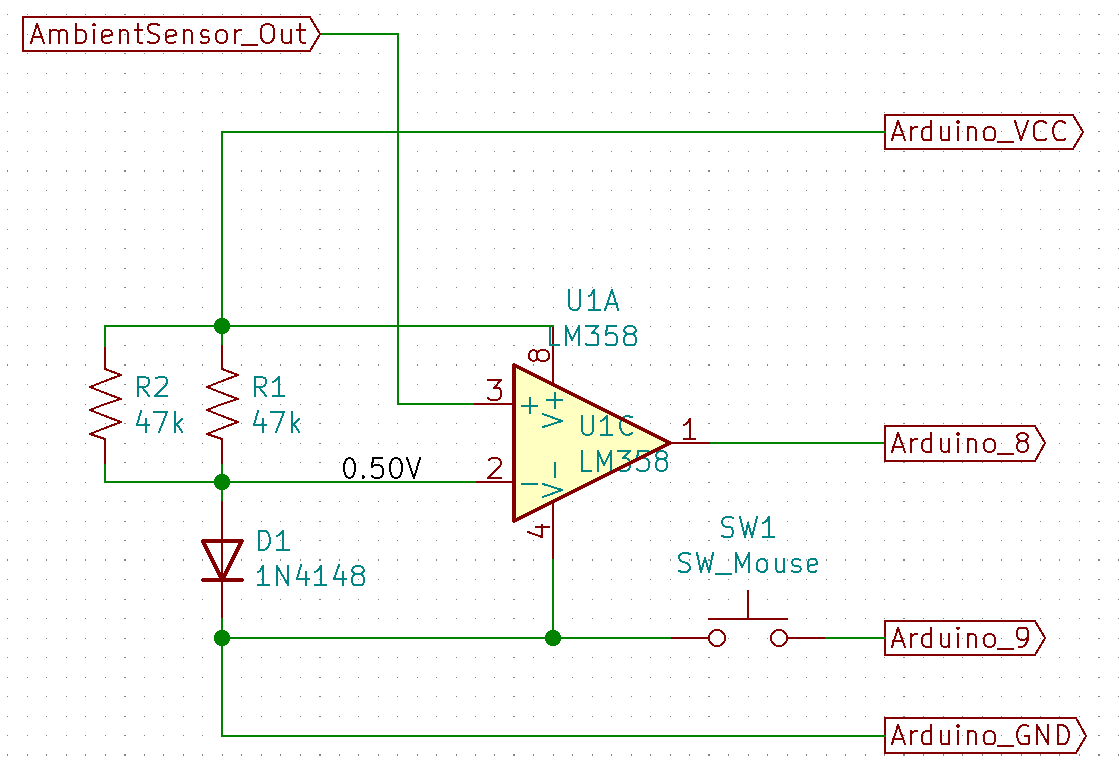 AmbientSensor_Out
Arduino_VCC
U1A
LM358
8
3
R2
47k
R1
47k
+
V+
U1C
LM358
1
Arduino_8
0.50V
2
−
V−
4
D1
1N4148
SW1
SW_Mouse
Arduino_9
Arduino_GND